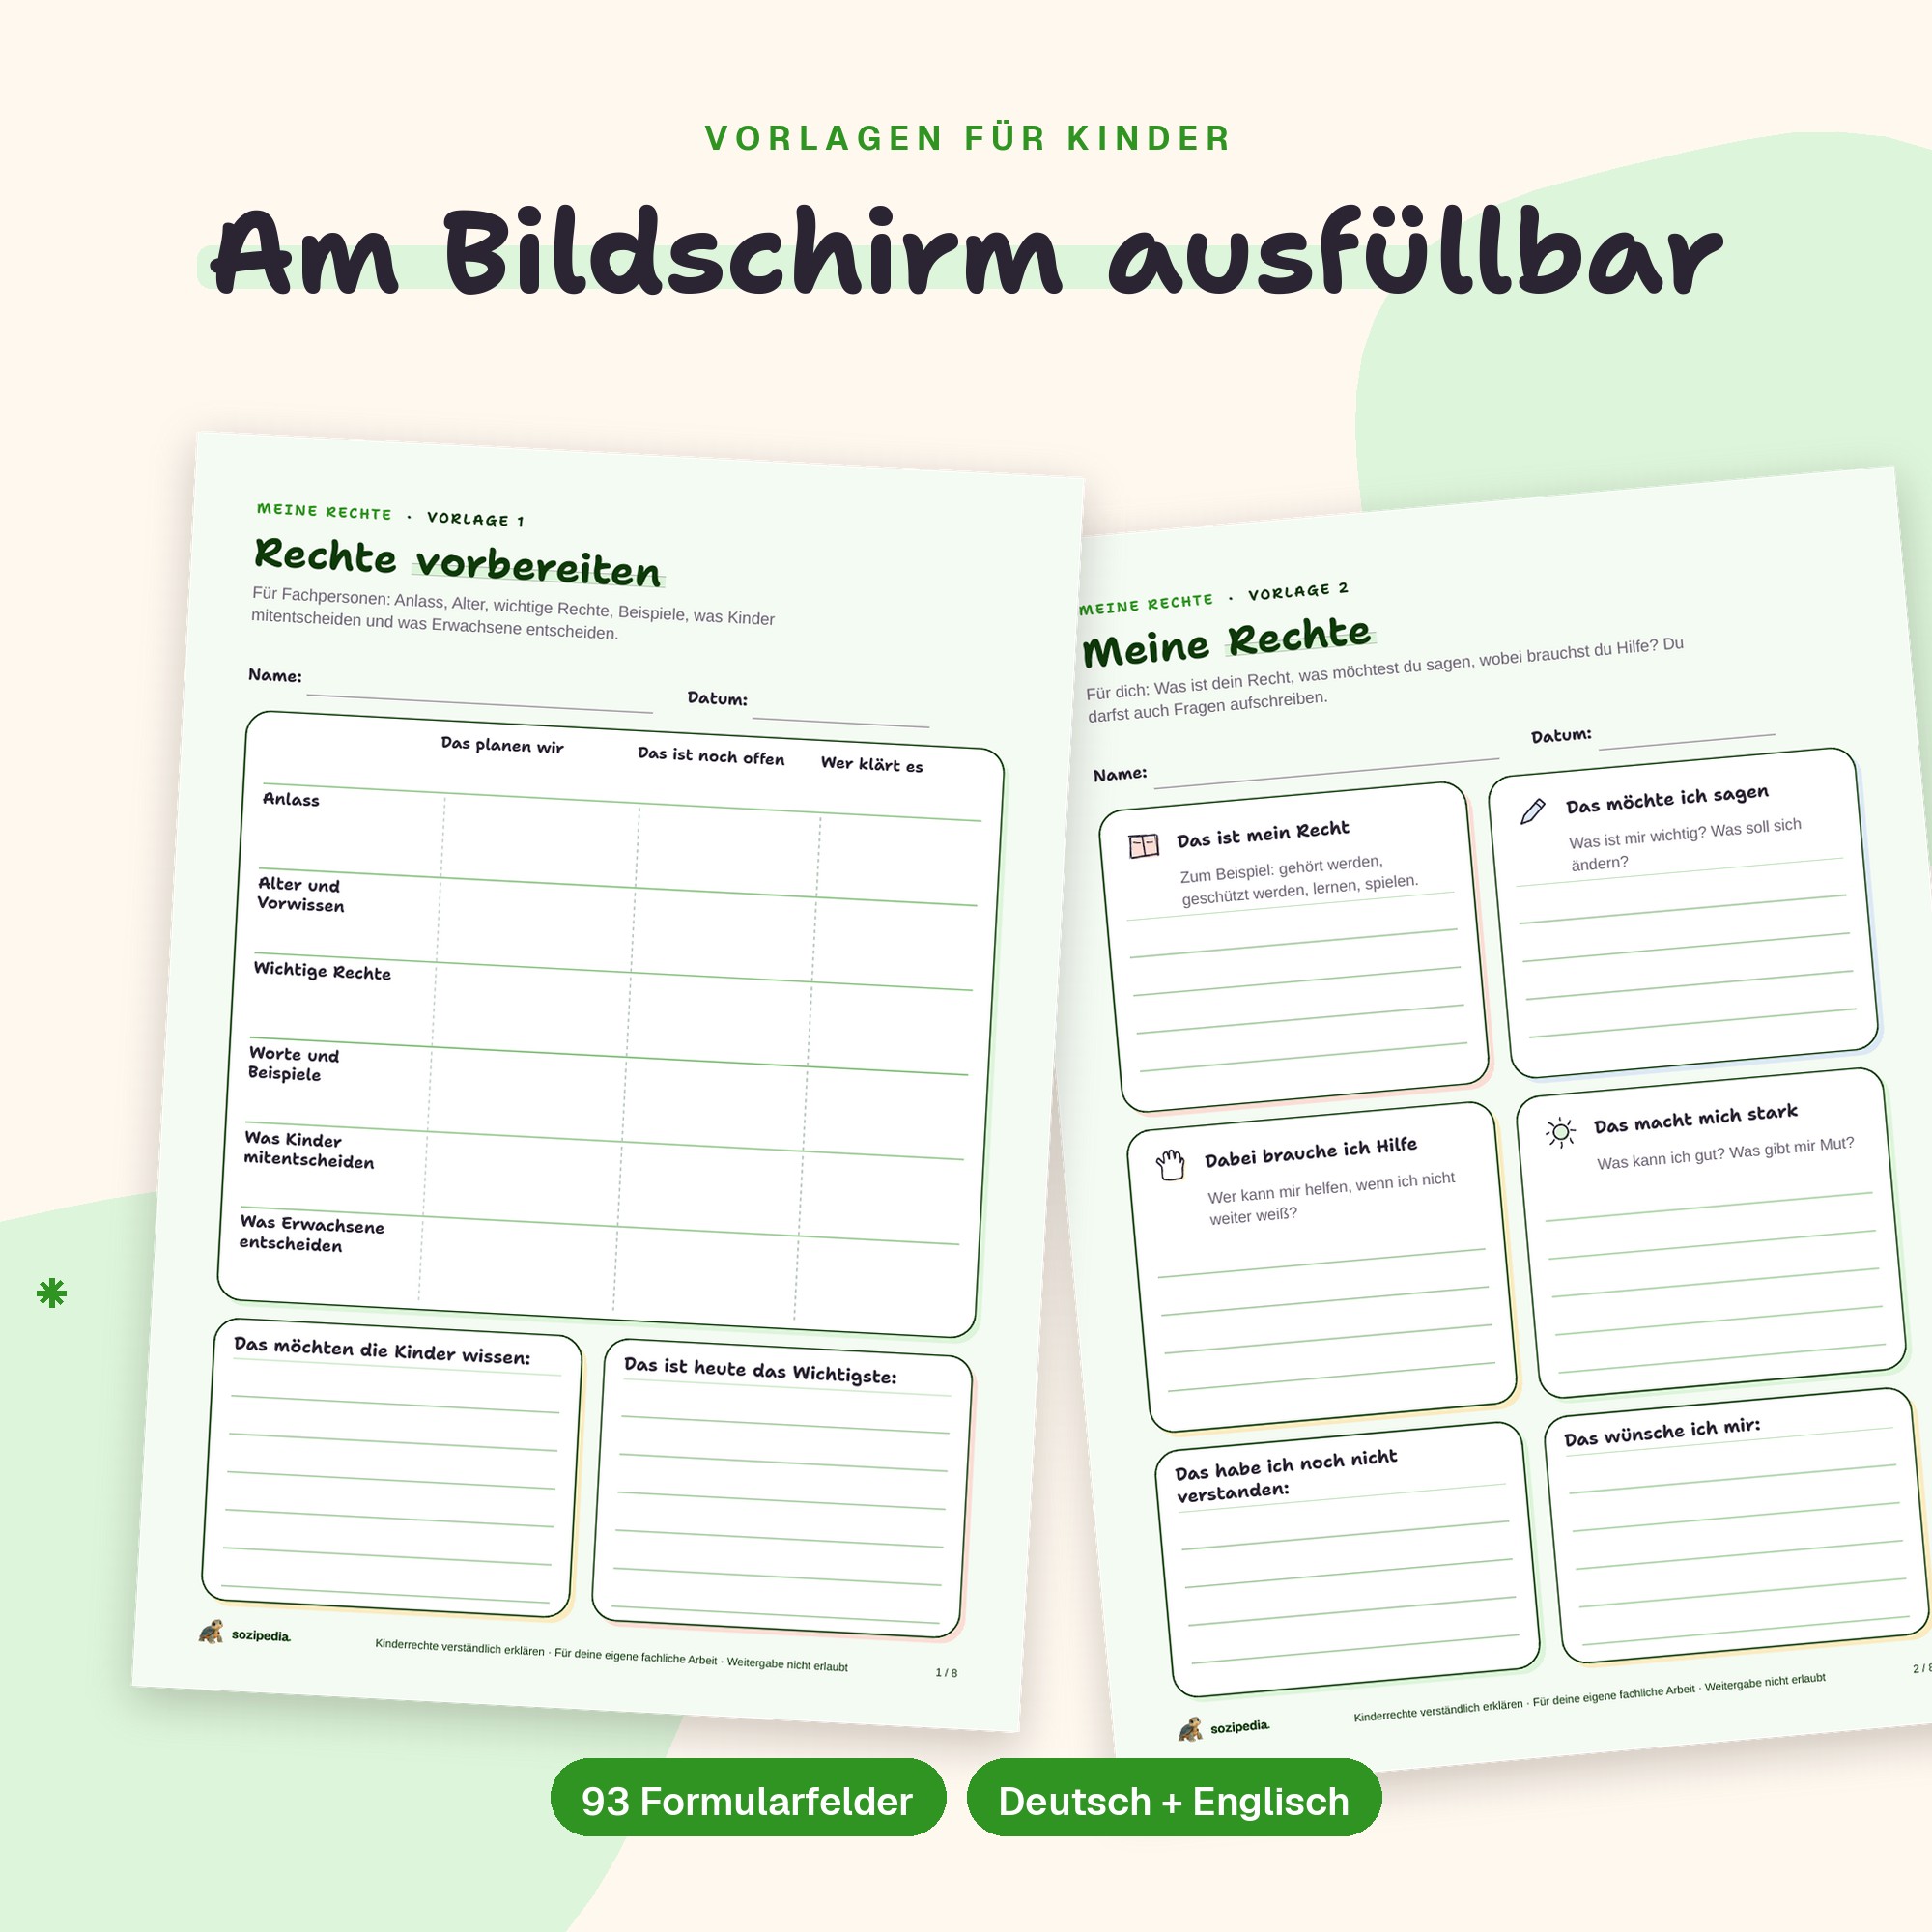 VORLAGEN FÜR KINDER
Am Bildschirm ausfüllbar
MEINE RECHTE · VORLAGE 1
Rechte vorbereiten
Für Fachpersonen: Anlass, Alter, wichtige Rechte, Beispiele, was Kinder
mitentscheiden und was Erwachsene entscheiden.
Name:
Datum:
Das planen wir
Das ist noch offen
Wer klärt es
Anlass
Alter und
Vorwissen
Wichtige Rechte
Worte und
Beispiele
Was Kinder
mitentscheiden
Was Erwachsene
entscheiden
Das möchten die Kinder wissen:
Das ist heute das Wichtigste:
sozipedia.
Kinderrechte verständlich erklären · Für deine eigene fachliche Arbeit · Weitergabe nicht erlaubt
1 / 8
MEINE RECHTE · VORLAGE 2
Meine Rechte
Für dich: Was ist dein Recht, was möchtest du sagen, wobei brauchst du Hilfe? Du
darfst auch Fragen aufschreiben.
Name:
Datum:
Das ist mein Recht
Zum Beispiel: gehört werden,
geschützt werden, lernen, spielen.
Das möchte ich sagen
Was ist mir wichtig? Was soll sich
ändern?
Dabei brauche ich Hilfe
Wer kann mir helfen, wenn ich nicht
weiter weiß?
Das macht mich stark
Was kann ich gut? Was gibt mir Mut?
Das habe ich noch nicht
verstanden:
Das wünsche ich mir:
sozipedia.
Kinderrechte verständlich erklären · Für deine eigene fachliche Arbeit · Weitergabe nicht erlaubt
2 / 8
93 Formularfelder
Deutsch + Englisch